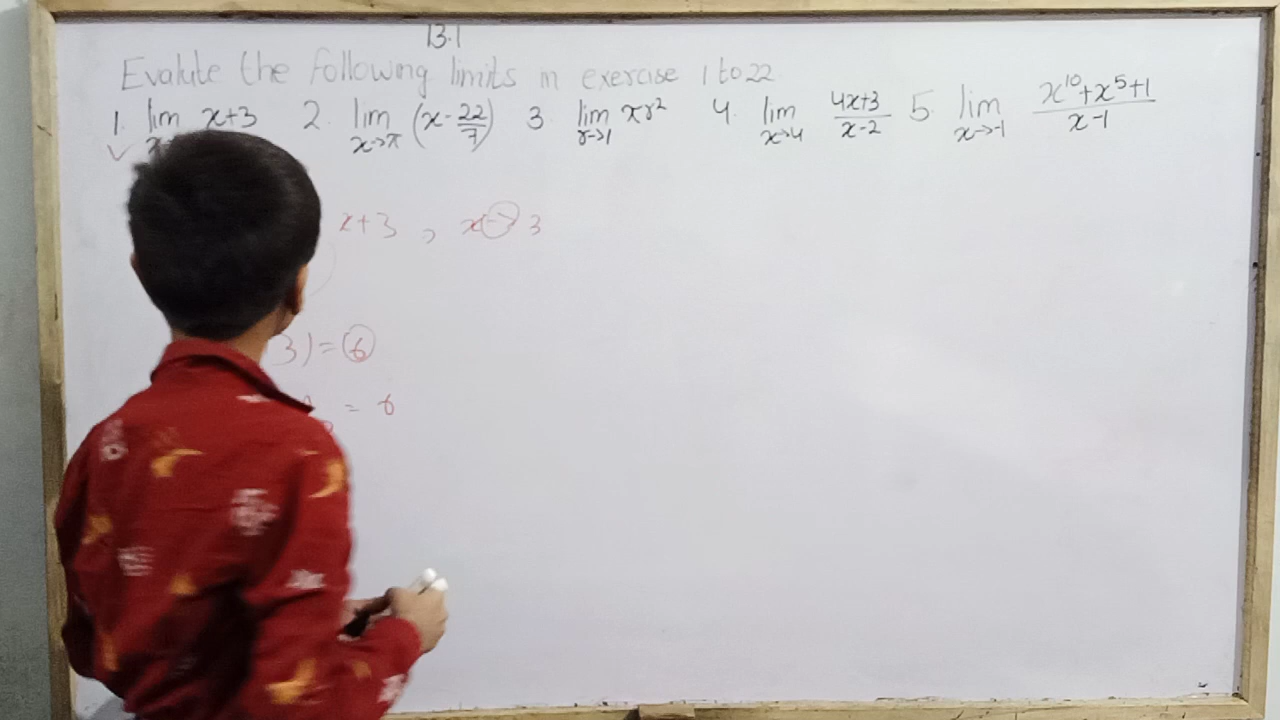 13.1
Evalute the following limits in exercise 1 to 22
1. lim x+3 2. lim x→π (x - 22/7) 3 lim r→1 πr² 4. lim x→4 4x+3/x-2 5. lim x→-1 x¹⁰+x⁵+1/x-1
x+3 , x→3
3) = 6
= 6